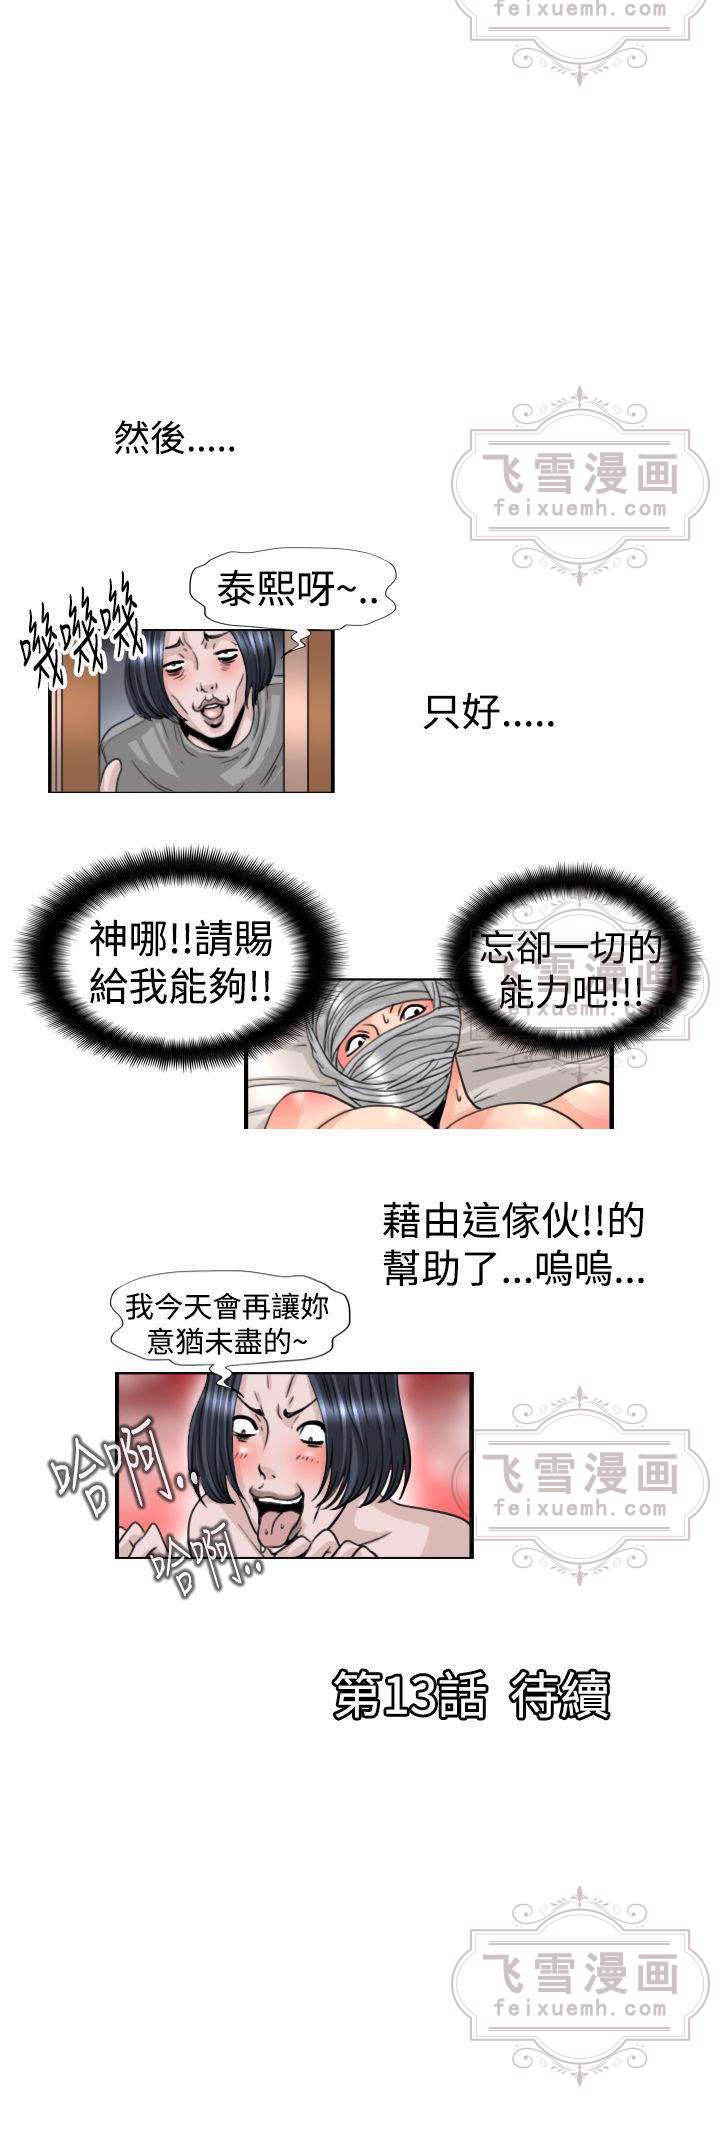 feixuemh.com
然後.....
飞雪漫画
feixuemh.com
泰熙呀~..
嘰嘰嘰
只好.....
神哪!!請賜
給我能夠!!
忘卻一切的
能力吧!!!
藉由這傢伙!!的
幫助了...嗚嗚...
我今天會再讓妳
意猶未盡的~
哈啊..
哈啊..
飞雪漫画
feixuemh.com
第13話 待續
飞雪漫画
feixuemh.com